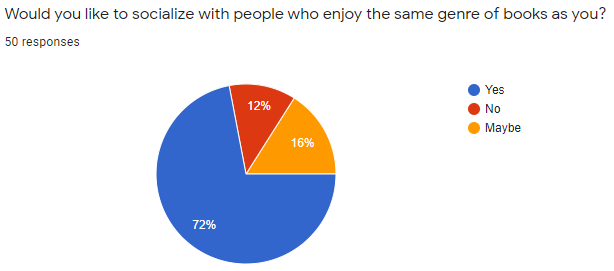 Would you like to socialize with people who enjoy the same genre of books as you?
50 responses
Yes
No
Maybe
12%
16%
72%